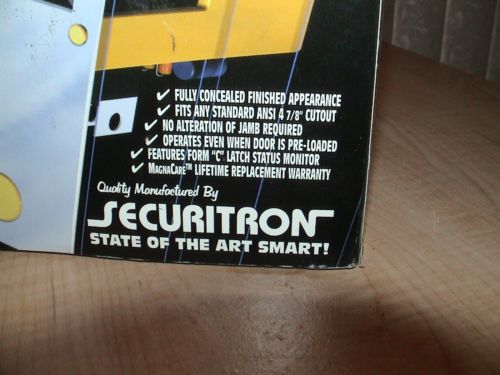 ✓ FULLY CONCEALED FINISHED APPEARANCE
✓ FITS ANY STANDARD ANSI 4 7/8" CUTOUT
✓ NO ALTERATION OF JAMB REQUIRED
✓ OPERATES EVEN WHEN DOOR IS PRE-LOADED
✓ FEATURES FORM "C" LATCH STATUS MONITOR
✓ MAGNACARE™ LIFETIME REPLACEMENT WARRANTY
Quality Manufactured By
SECURITRON
STATE OF THE ART SMART!